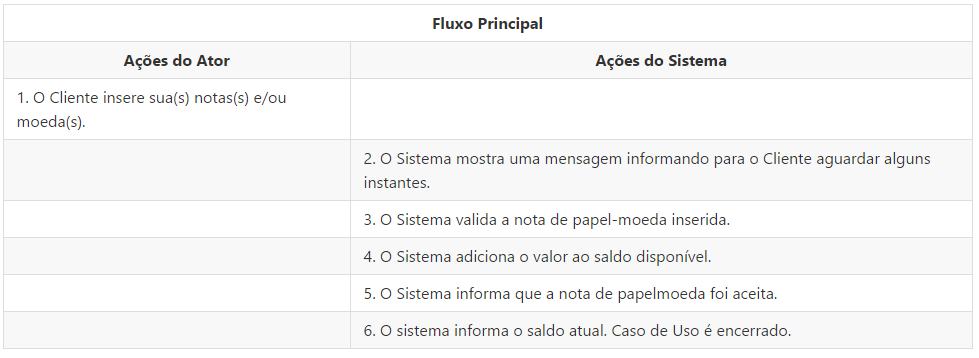 Fluxo Principal
Ações do Ator
Ações do Sistema
1. O Cliente insere sua(s) notas(s) e/ou
moeda(s).
2. O Sistema mostra uma mensagem informando para o Cliente aguardar alguns
instantes.
3. O Sistema valida a nota de papel-moeda inserida.
4. O Sistema adiciona o valor ao saldo disponível.
5. O Sistema informa que a nota de papelmoeda foi aceita.
6. O sistema informa o saldo atual. Caso de Uso é encerrado.